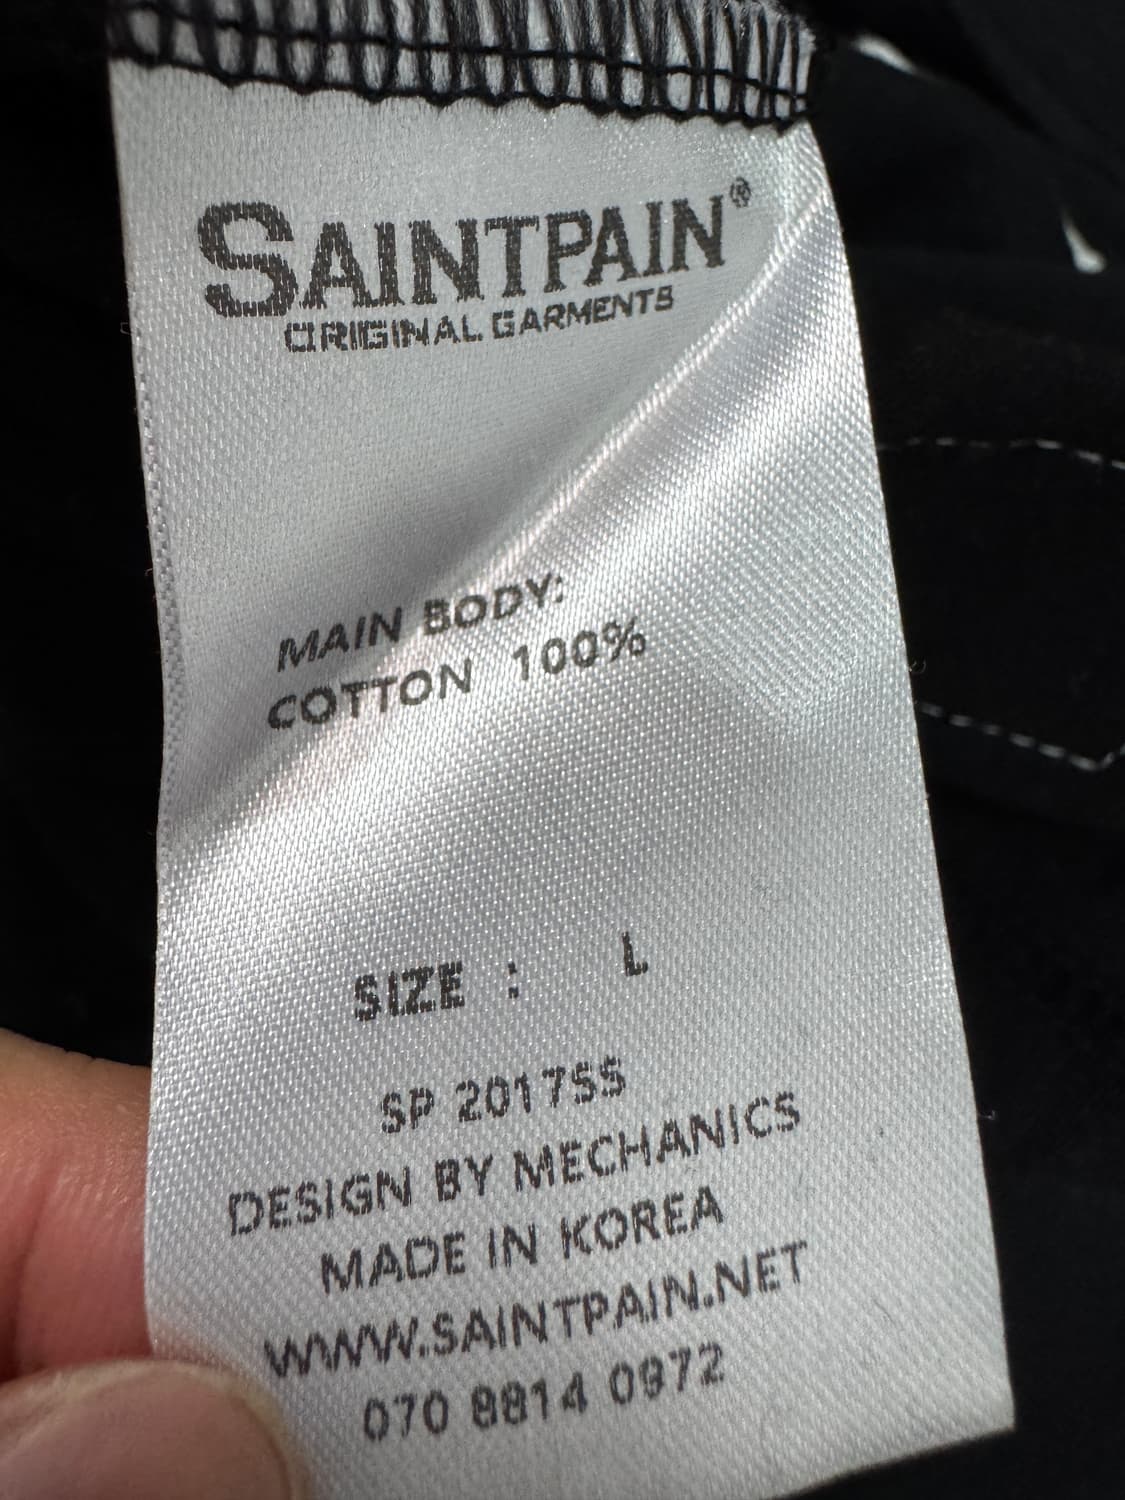 SAINTPAIN®
ORIGINAL GARMENTS
MAIN BODY:
COTTON 100%
SIZE : L
SP 2017SS
DESIGN BY MECHANICS
MADE IN KOREA
WWW.SAINTPAIN.NET
070 8814 0972